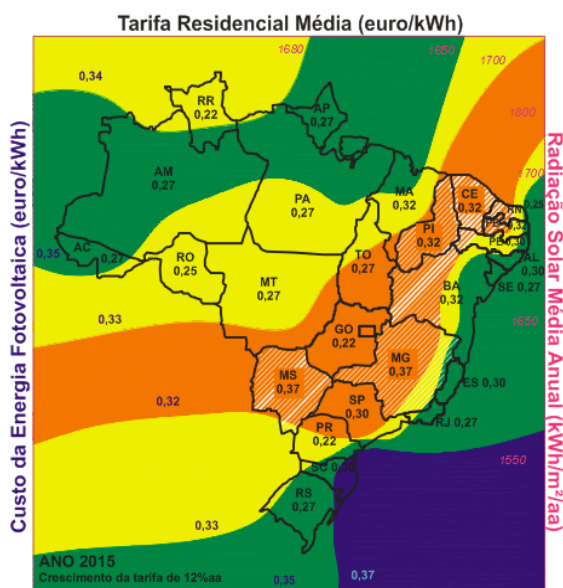 Tarifa Residencial Média (euro/kWh)
Custo da Energia Fotovoltaica (euro/kWh)
Radiação Solar Média Anual (kWh/m²/aa)
1680
1650
1700
1800
1700
1650
1550
0,34
0,35
0,33
0,32
0,33
0,35
0,37
RR
0,22
AP
0,27
AM
0,27
PA
0,27
MA
0,32
CE
0,32
RN
0,25
PI
0,32
PB
0,32
PE
0,30
AL
0,30
SE 0,27
AC 0,27
RO
0,25
MT
0,27
TO
0,27
BA
0,32
GO
0,22
MG
0,37
MS
0,37
SP
0,30
ES 0,30
RJ 0,27
PR
0,22
SC 0,30
RS
0,27
ANO 2015
Crescimento da tarifa de 12%aa